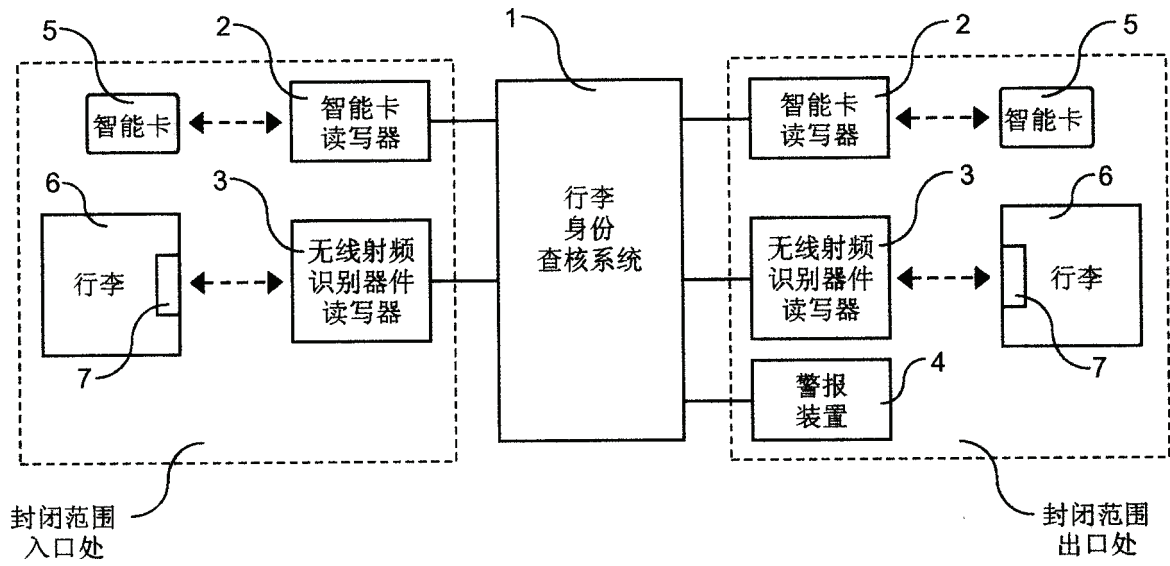 1
5
2
2
5
智能卡
智能卡
读写器
智能卡
读写器
智能卡
6
3
3
6
行李
无线射频
识别器件
读写器
行李
身份
查核系统
无线射频
识别器件
读写器
行李
7
7
4
警报
装置
封闭范围
入口处
封闭范围
出口处